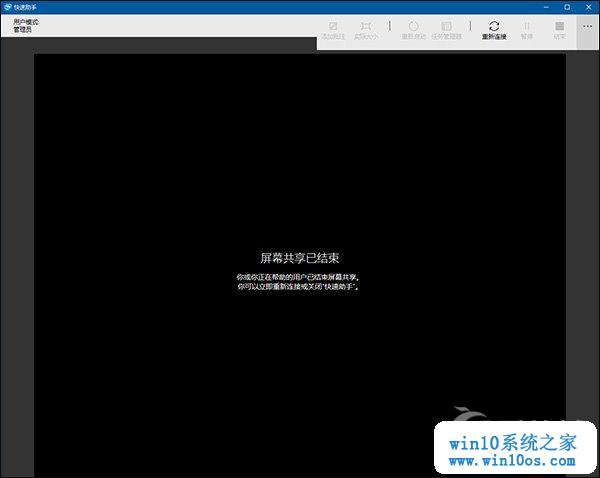 快速助手
用户模式:
管理员
添加批注 实际大小 重新启动 任务管理器 重新连接 暂停 结束
屏幕共享已结束
你或你正在帮助的用户已结束屏幕共享。
你可以立即重新连接或关闭“快速助手”。
win10系统之家
www.win10os.com